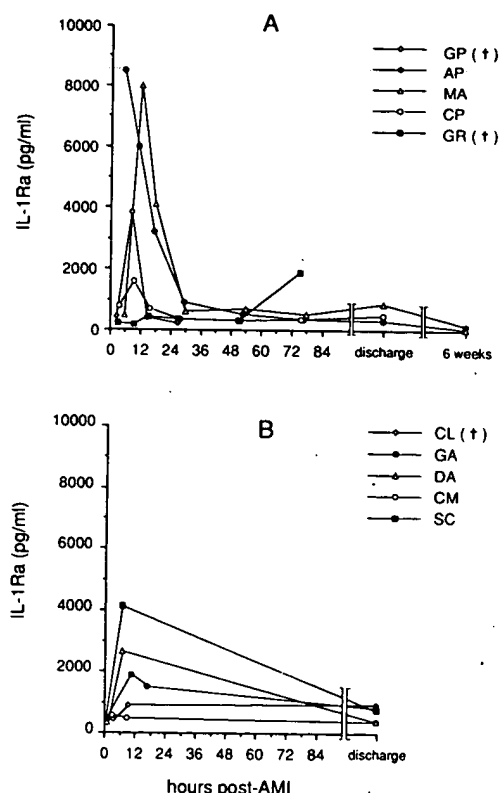 A
GP ( † )
AP
MA
CP
GR ( † )
IL-1Ra (pg/ml)
10000
8000
6000
4000
2000
0
0 12 24 36 48 60 72 84 discharge 6 weeks
B
CL ( † )
GA
DA
CM
SC
IL-1Ra (pg/ml)
10000
8000
6000
4000
2000
0
0 12 24 36 48 60 72 84 discharge
hours post-AMI